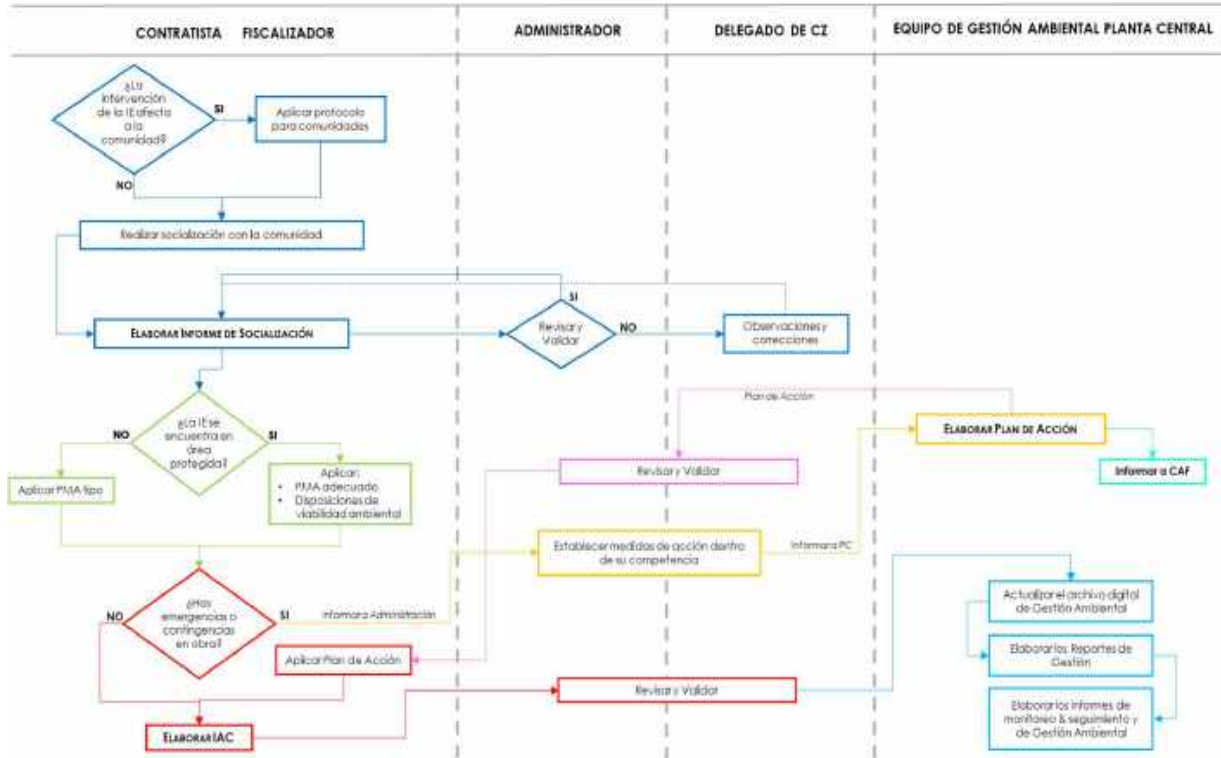 CONTRATISTA FISCALIZADOR
ADMINISTRADOR
DELEGADO DE CZ
EQUIPO DE GESTIÓN AMBIENTAL PLANTA CENTRAL
¿La
intervención
de la IE afecta
a la
comunidad?
SI
Aplicar protocolo
para comunidades
NO
Realizar socialización con la comunidad
ELABORAR INFORME DE SOCIALIZACIÓN
SI
Revisar y
Validar
NO
Observaciones y
correcciones
¿La IE se
encuentra en
área
protegida?
NO
SI
Aplicar PMA tipo
Aplicar:
• PMA adecuado
• Disposiciones de
viabilidad ambiental
Plan de Acción
ELABORAR PLAN DE ACCIÓN
Revisar y Validar
Informar a CAF
Establecer medidas de acción dentro
de su competencia
Informar a PC
¿Hay
emergencias o
contingencias
en obra?
NO
SI
Informar a Administración
Aplicar Plan de Acción
Actualizar el archivo digital
de Gestión Ambiental
Elaborar los Reportes de
Gestión
Revisar y Validar
Elaborar los informes de
monitoreo & seguimiento y
de Gestión Ambiental
ELABORAR IAC